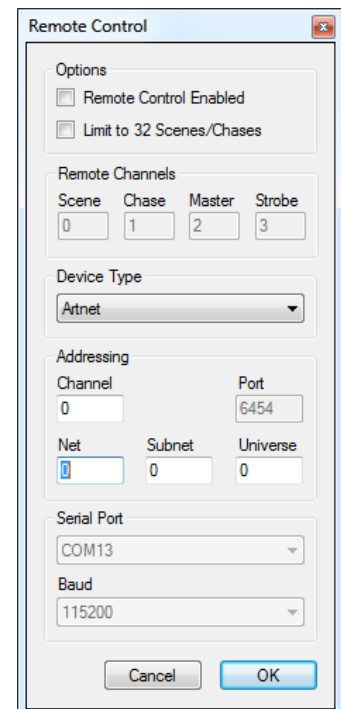 Remote Control
Options
Remote Control Enabled
Limit to 32 Scenes/Chases
Remote Channels
Scene Chase Master Strobe
0 1 2 3
Device Type
Artnet
Addressing
Channel Port
0 6454
Net Subnet Universe
0 0 0
Serial Port
COM13
Baud
115200
Cancel OK